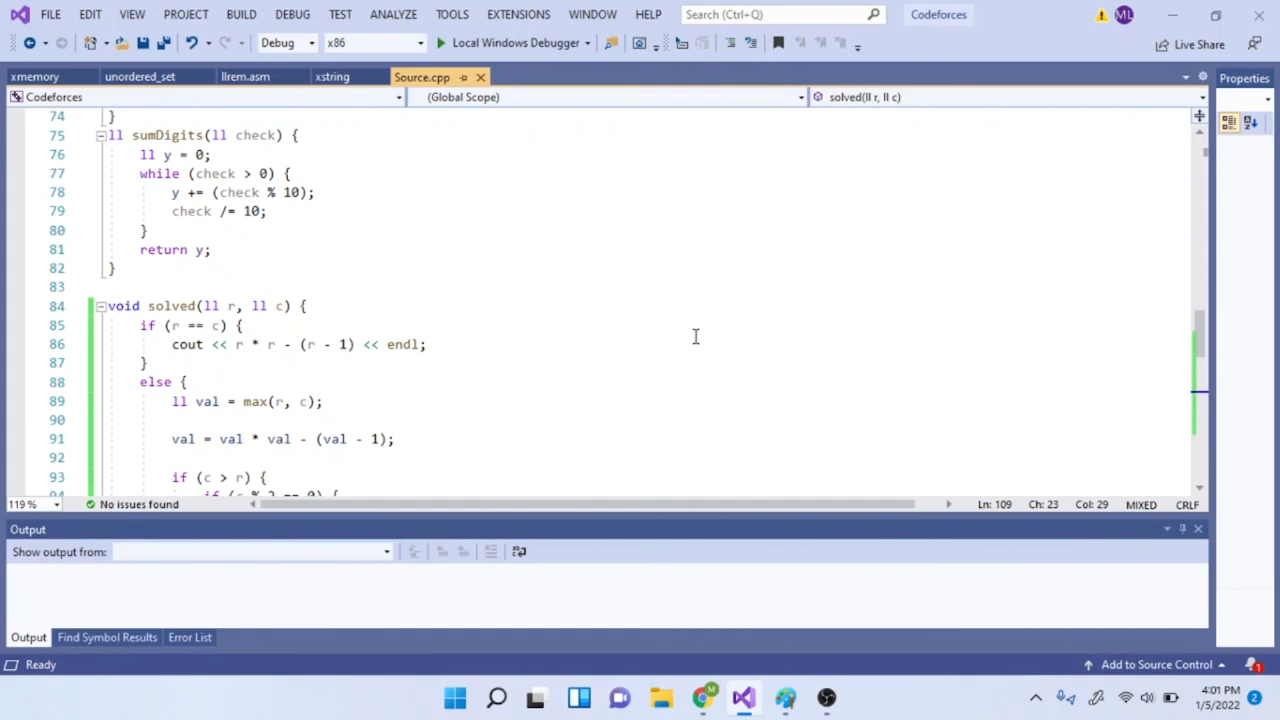 FILE EDIT VIEW PROJECT BUILD DEBUG TEST ANALYZE TOOLS EXTENSIONS WINDOW HELP Search (Ctrl+Q) Codeforces ML
Debug x86 Local Windows Debugger Live Share
xmemory unordered_set llrem.asm xstring Source.cpp Properties
Codeforces (Global Scope) solved(ll r, ll c)
74 }
75 ll sumDigits(ll check) {
76 ll y = 0;
77 while (check > 0) {
78 y += (check % 10);
79 check /= 10;
80 }
81 return y;
82 }
83
84 void solved(ll r, ll c) {
85 if (r == c) {
86 cout << r * r - (r - 1) << endl;
87 }
88 else {
89 ll val = max(r, c);
90
91 val = val * val - (val - 1);
92
93 if (c > r) {
94 if (c % 2 == 0) {
119 % No issues found Ln: 109 Ch: 23 Col: 29 MIXED CRLF
Output
Show output from:
Output Find Symbol Results Error List
Ready Add to Source Control 1
4:01 PM
1/5/2022 2